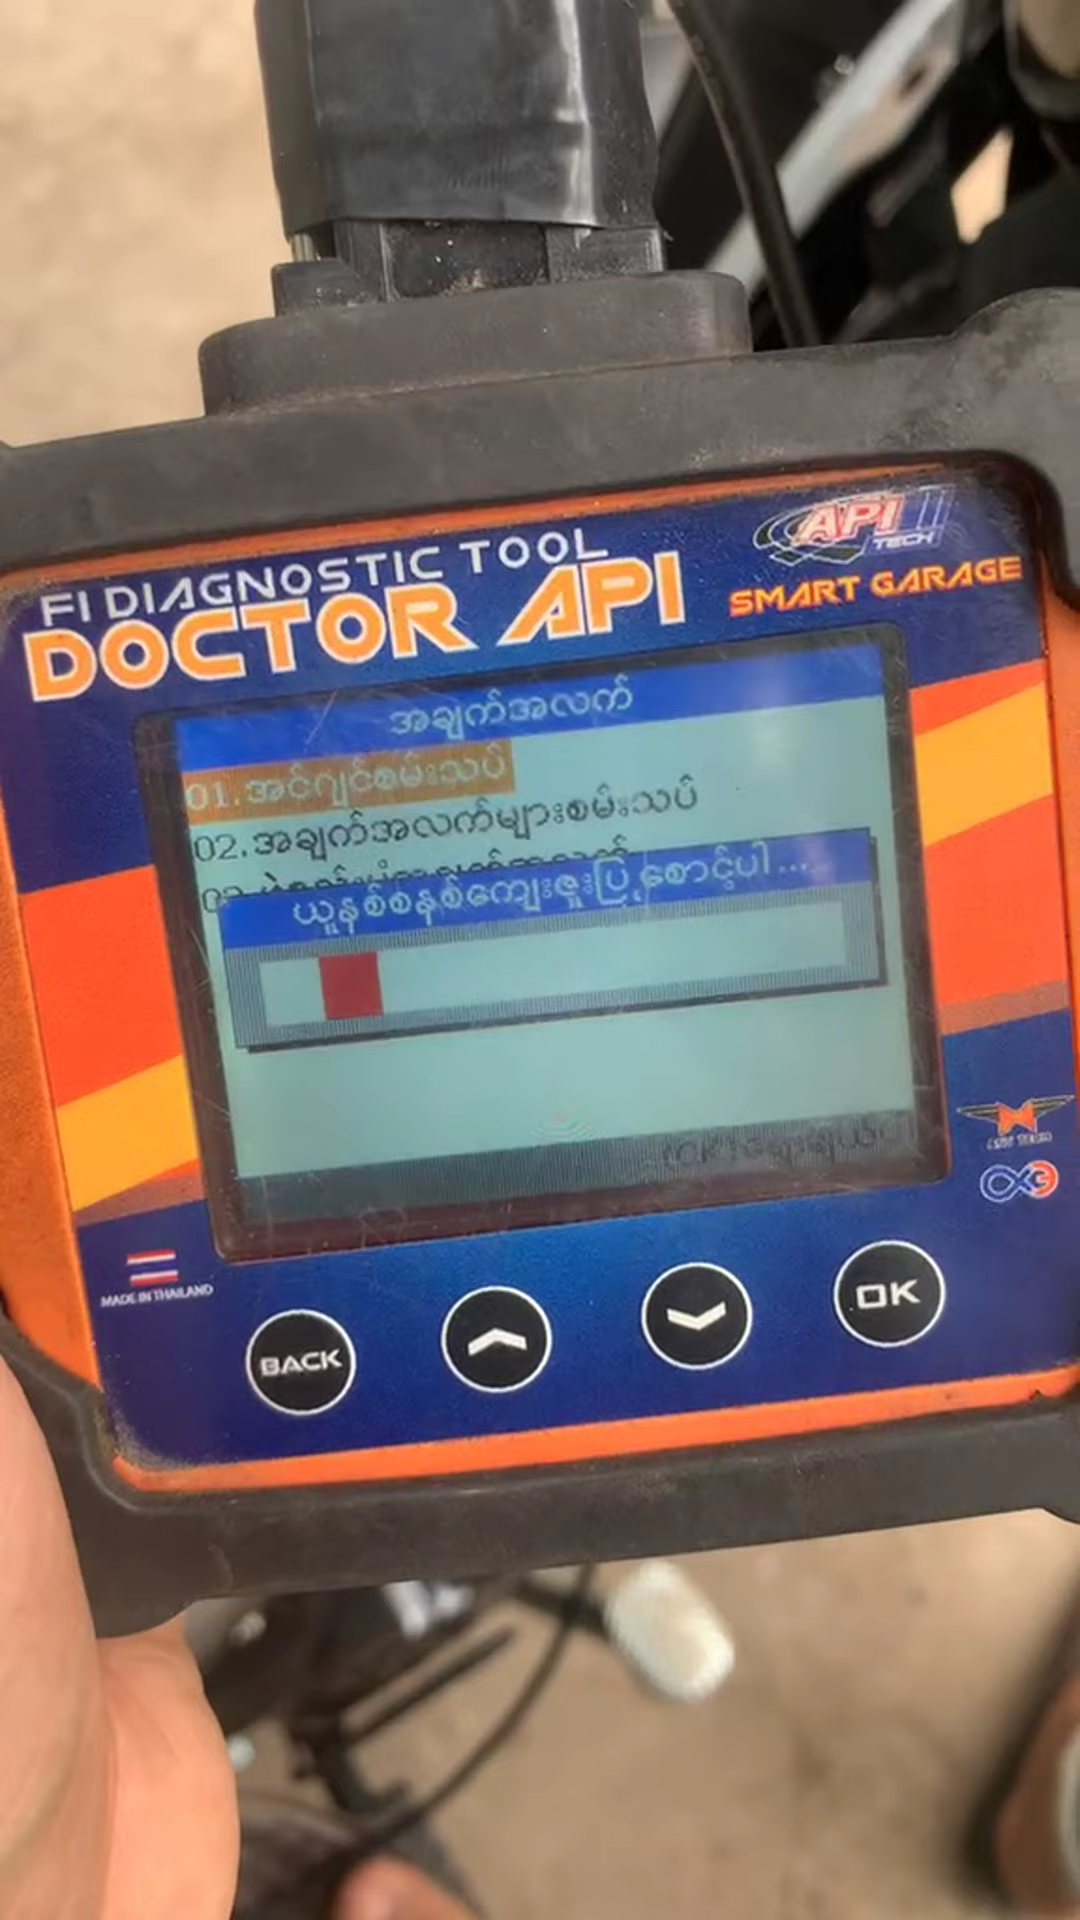 FI DIAGNOSTIC TOOL
DOCTOR API
API TECH
SMART GARAGE
အချက်အလက်
01.အင်ဂျင်စမ်းသပ်
02.အချက်အလက်များစမ်းသပ်
ယူနစ်စနစ်ကျေးဇူးပြုစောင့်ပါ....
MADE IN THAILAND
BACK
OK